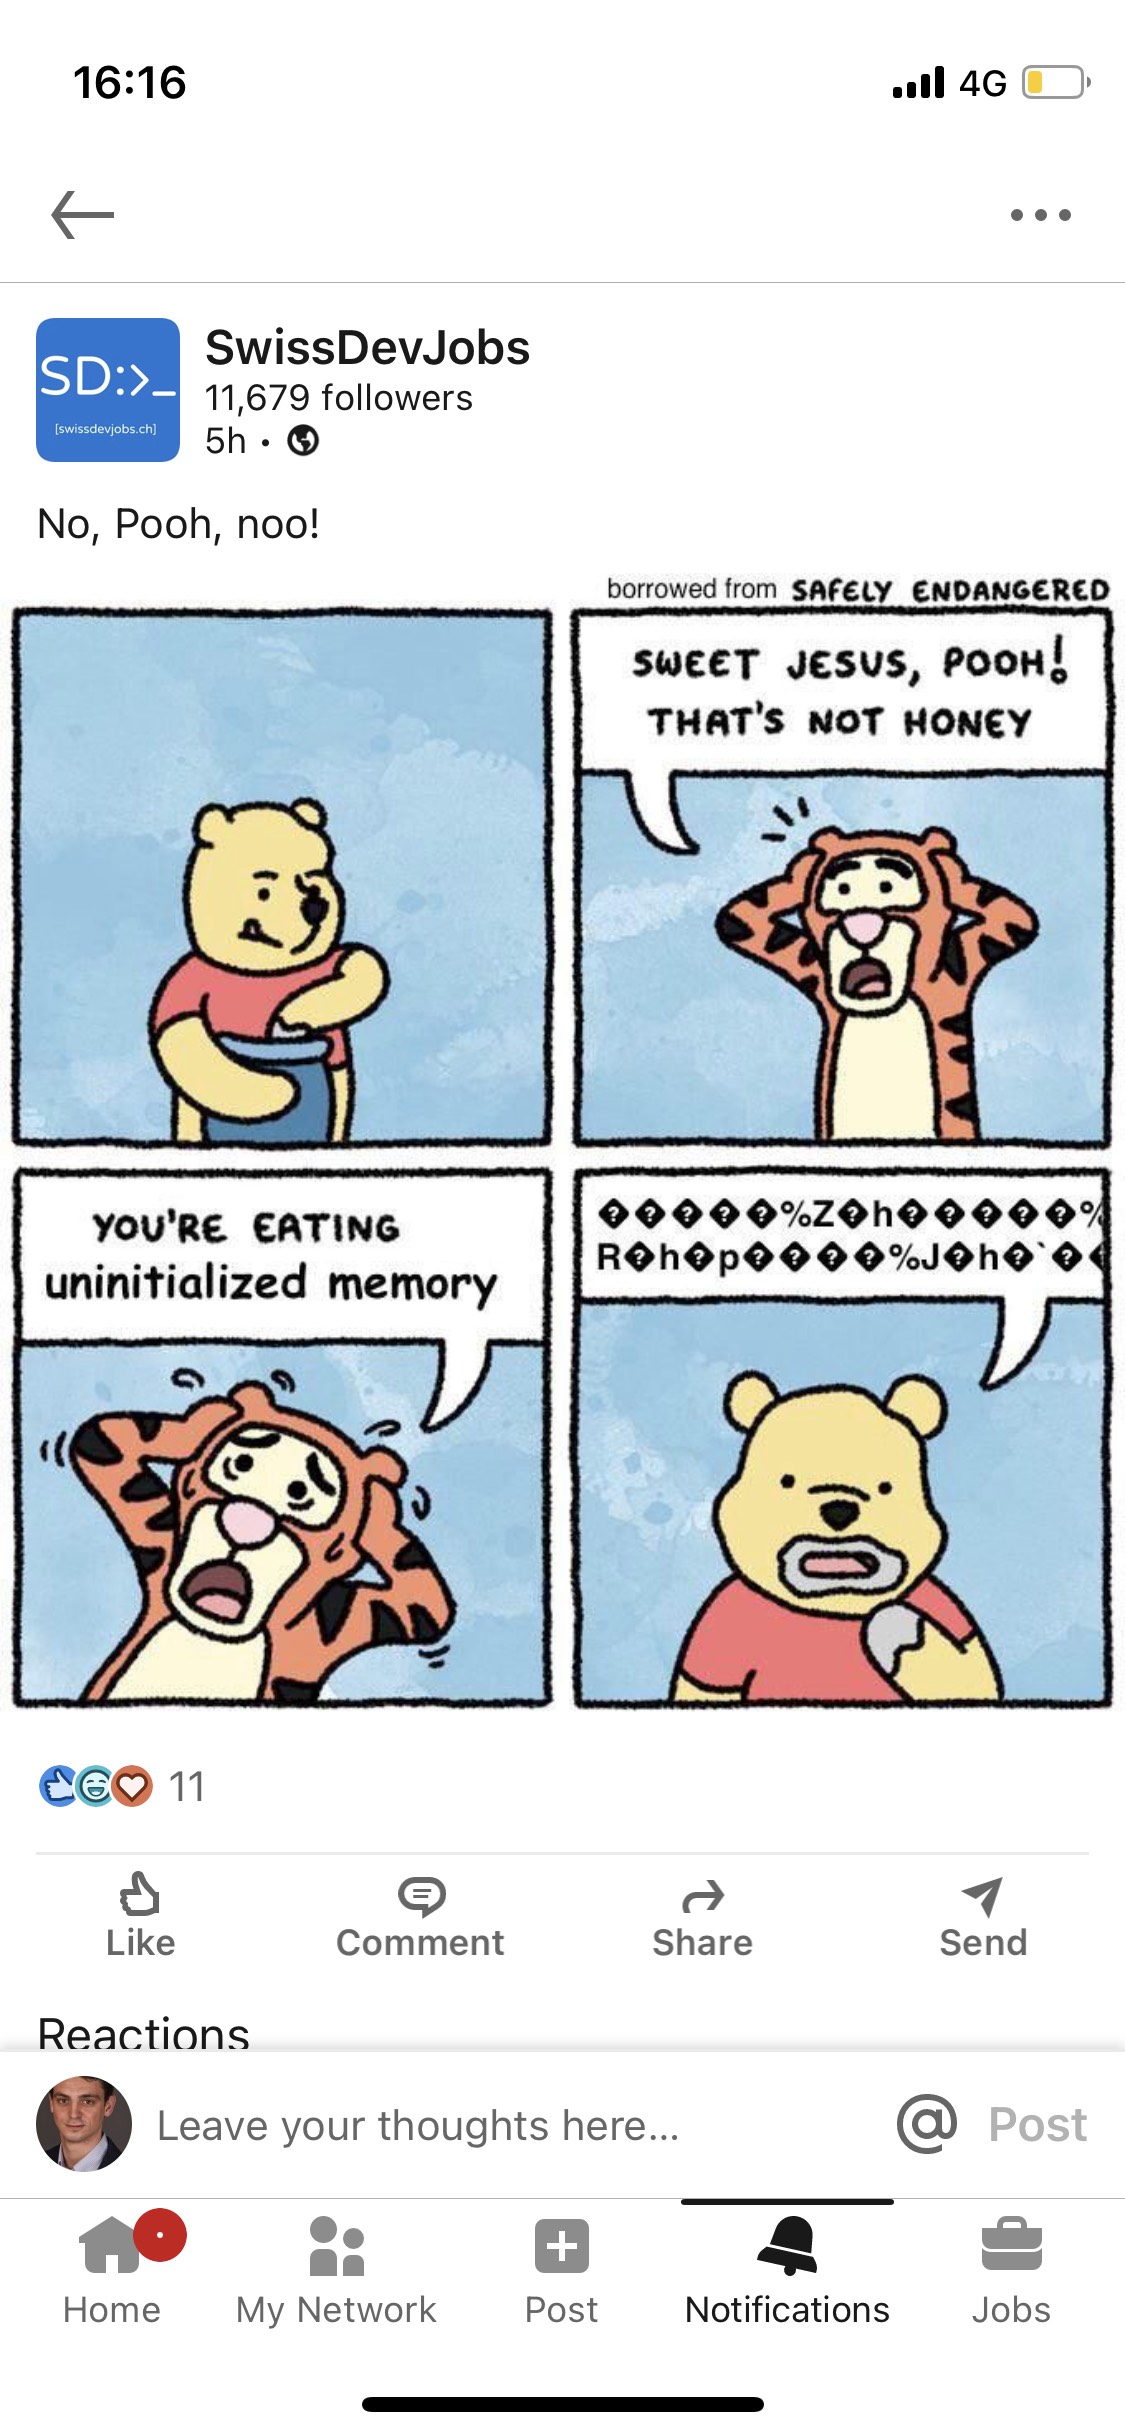 16:16
4G
SD:>_
[swissdevjobs.ch]
SwissDevJobs
11,679 followers
5h •
No, Pooh, noo!
borrowed from SAFELY ENDANGERED
SWEET JESUS, POOH!
THAT'S NOT HONEY
YOU'RE EATING
uninitialized memory
�����%Z�h�����%
R�h�p����%J�h�`��
11
Like
Comment
Share
Send
Reactions
Leave your thoughts here...
@
Post
Home
My Network
Post
Notifications
Jobs